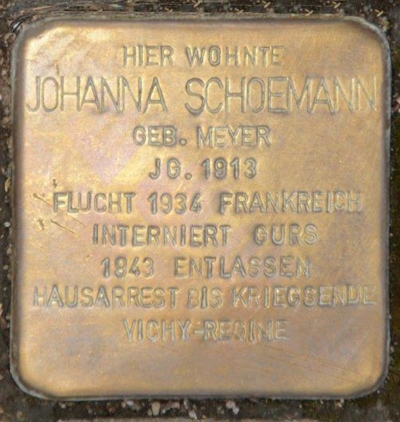 HIER WOHNTE
JOHANNA SCHOEMANN
GEB. MEYER
JG. 1913
FLUCHT 1934 FRANKREICH
INTERNIERT GURS
1943 ENTLASSEN
HAUSARREST BIS KRIEGSENDE
VICHY-REGIME